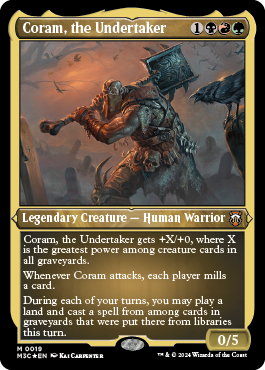 Coram, the Undertaker 1
Legendary Creature — Human Warrior
Coram, the Undertaker gets +X/+0, where X
is the greatest power among creature cards in
all graveyards.
Whenever Coram attacks, each player mills
a card.
During each of your turns, you may play a
land and cast a spell from among cards in
graveyards that were put there from libraries
this turn.
0/5
M 0019
M3C★EN KAI CARPENTER
™ & © 2024 Wizards of the Coast